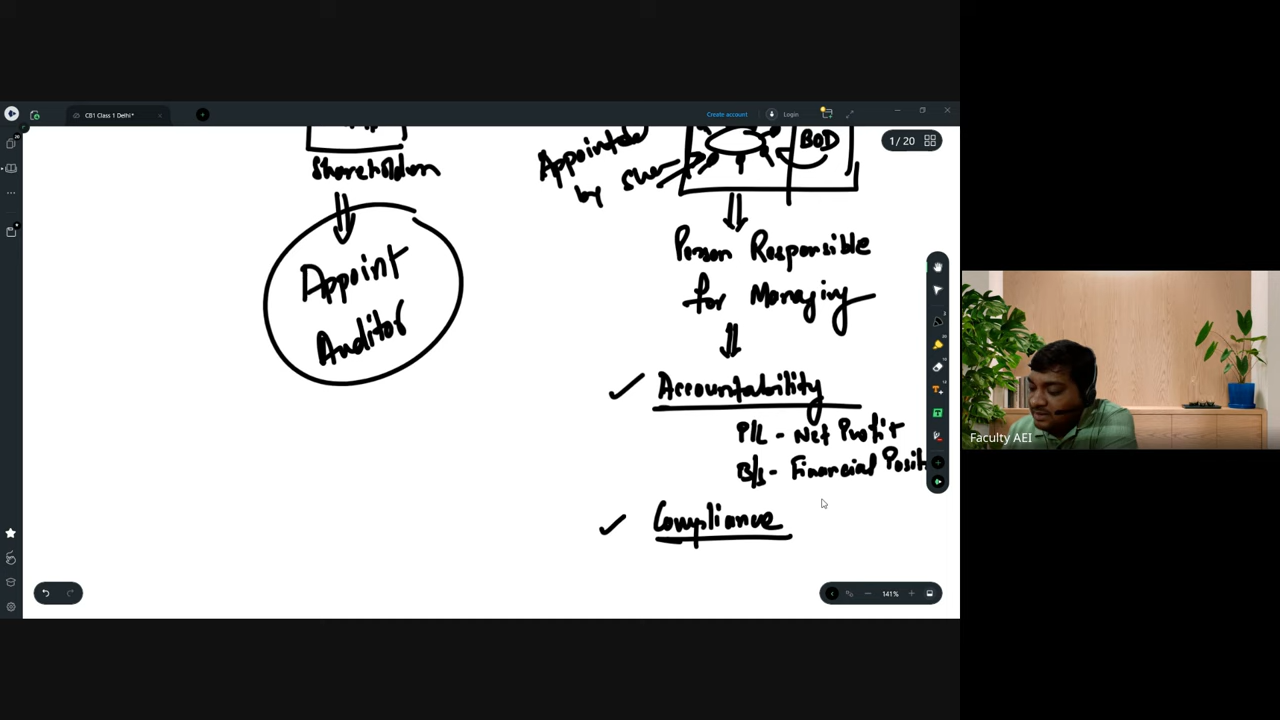 CB1 Class 1 Delhi*
Create account
Login
1/ 20
Shareholders
Appoint
Auditor
Appointed
by
BOD
Person Responsible
for Managing
Accountability
P/L - Net Profit
B/S - Financial Posit
Compliance
141%
Faculty AEI